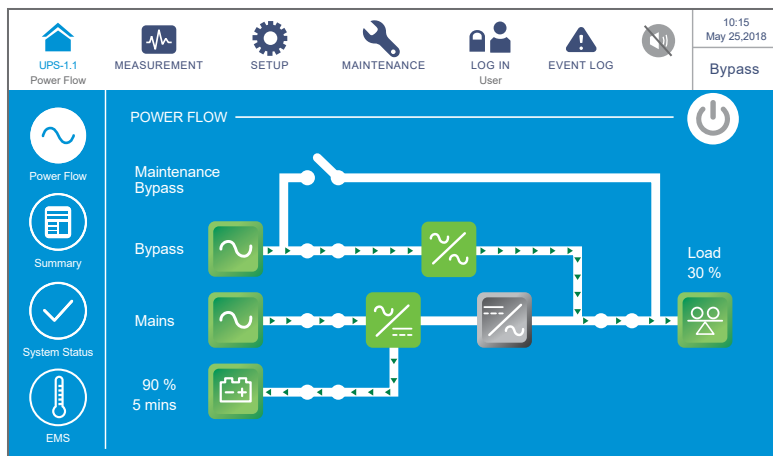 UPS-1.1
Power Flow
MEASUREMENT
SETUP
MAINTENANCE
LOG IN
User
EVENT LOG
10:15
May 25,2018
Bypass
Power Flow
Summary
System Status
EMS
POWER FLOW
Maintenance
Bypass
Bypass
Load
30 %
Mains
90 %
5 mins